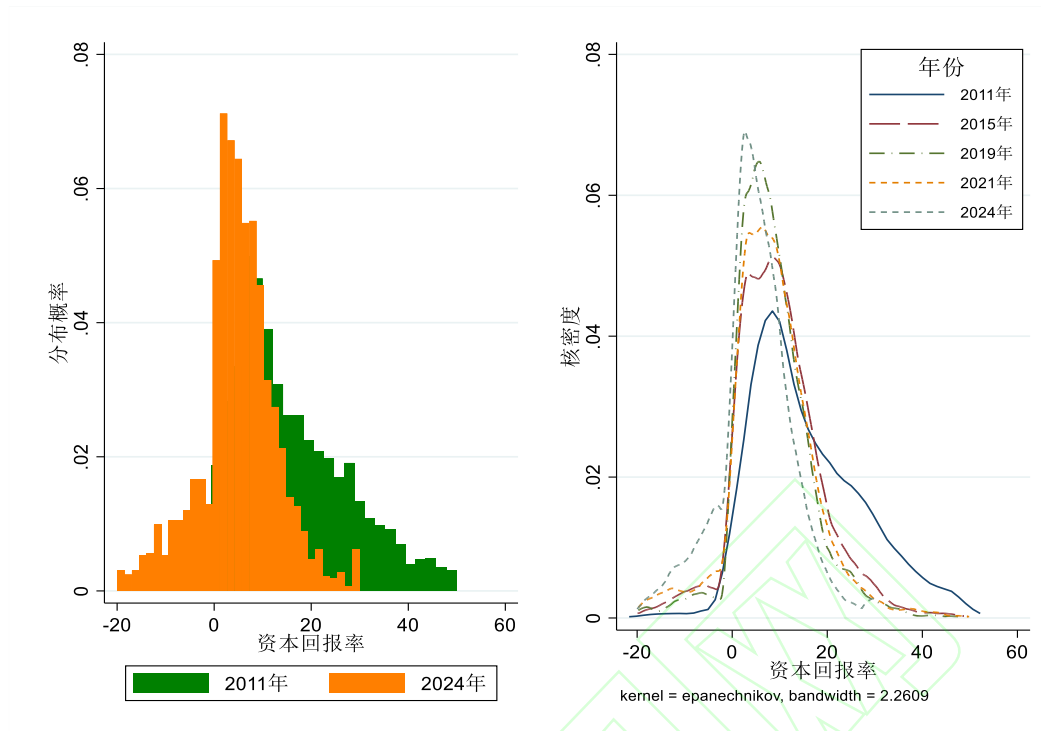 .08
.06
.04
.02
0
分布概率
-20 0 20 40 60
资本回报率
2011年 2024年
.08
.06
.04
.02
0
核密度
年份
2011年
2015年
2019年
2021年
2024年
-20 0 20 40 60
资本回报率
kernel = epanechnikov, bandwidth = 2.2609